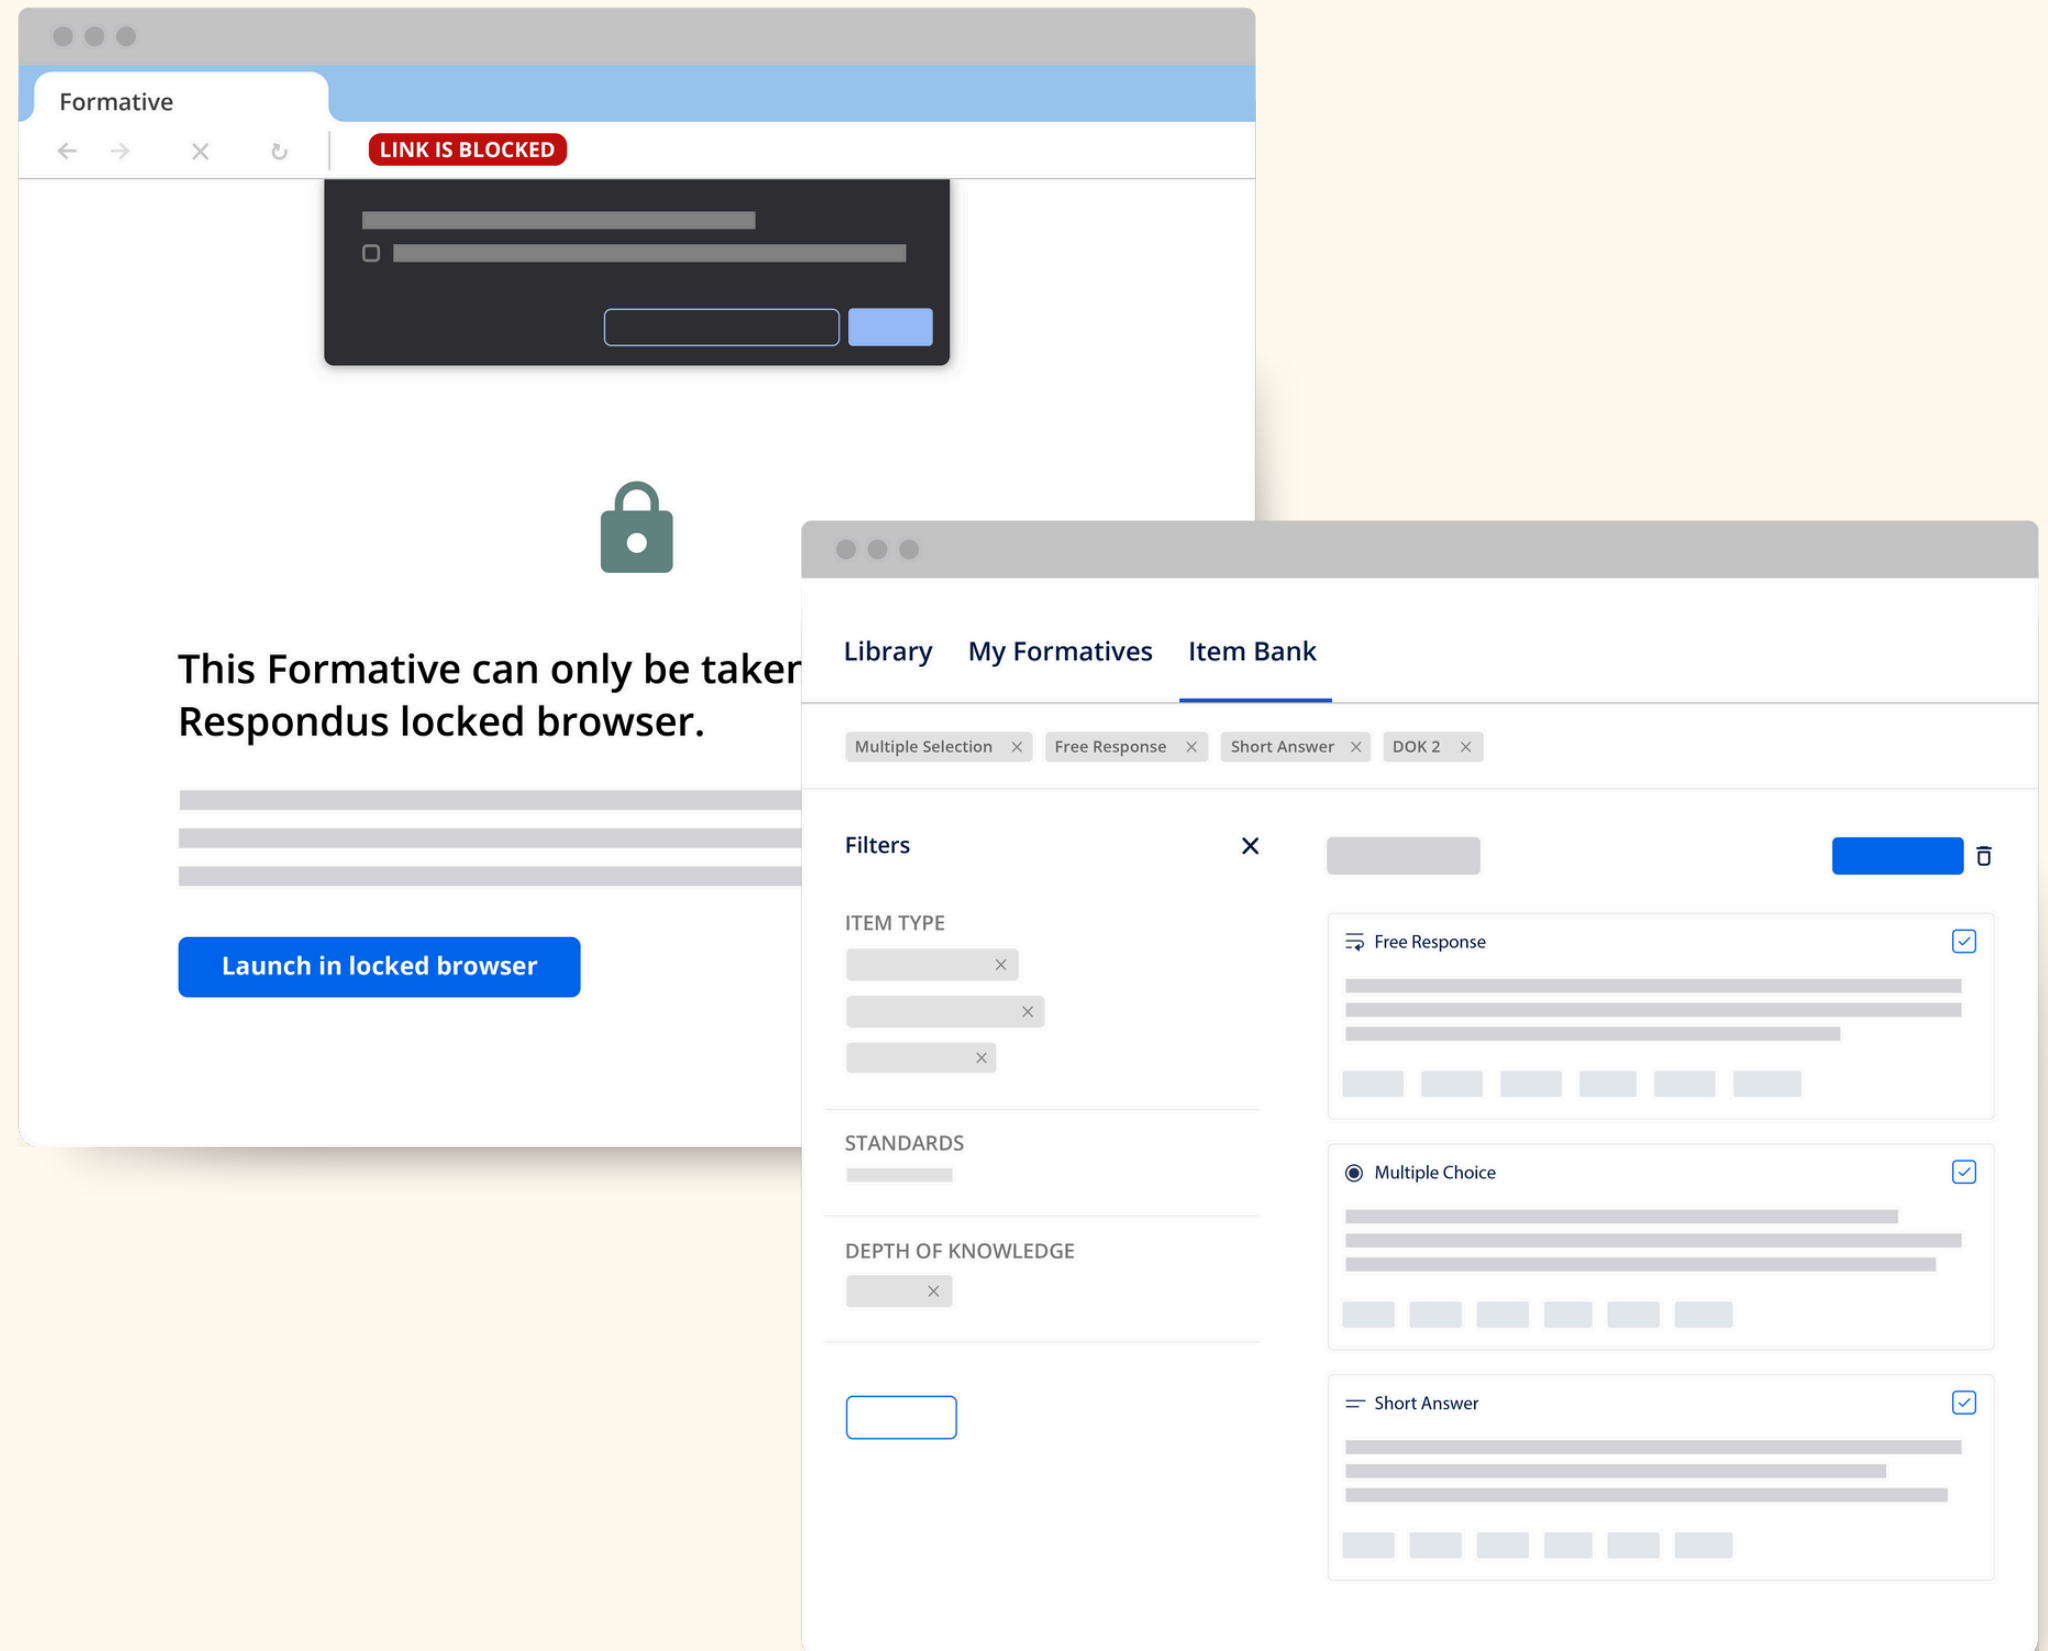 Formative
LINK IS BLOCKED
This Formative can only be taken
Respondus locked browser.
Launch in locked browser
Library My Formatives Item Bank
Multiple Selection Free Response Short Answer DOK 2
Filters
ITEM TYPE
STANDARDS
DEPTH OF KNOWLEDGE
Free Response
Multiple Choice
Short Answer